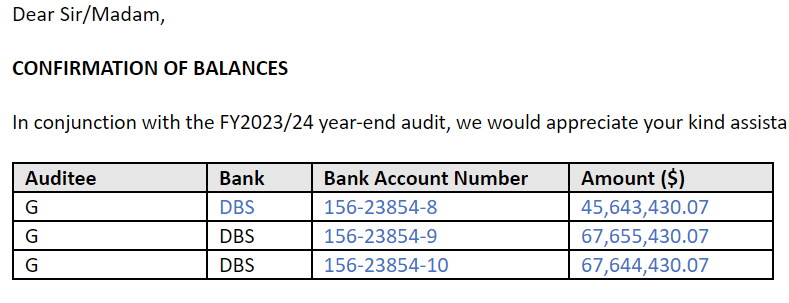 Dear Sir/Madam,
CONFIRMATION OF BALANCES
In conjunction with the FY2023/24 year-end audit, we would appreciate your kind assista
Auditee Bank Bank Account Number Amount ($)
G DBS 156-23854-8 45,643,430.07
G DBS 156-23854-9 67,655,430.07
G DBS 156-23854-10 67,644,430.07